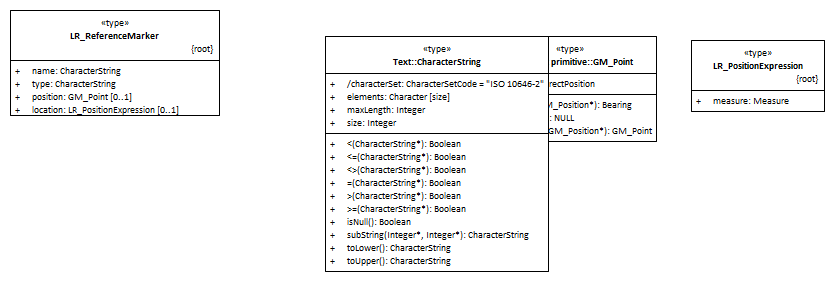 «type»
LR_ReferenceMarker
{root}
+ name: CharacterString
+ type: CharacterString
+ position: GM_Point [0..1]
+ location: LR_PositionExpression [0..1]
«type»
Text::CharacterString
+ /characterSet: CharacterSetCode = "ISO 10646-2"
+ elements: Character [size]
+ maxLength: Integer
+ size: Integer
+ <(CharacterString*): Boolean
+ <=(CharacterString*): Boolean
+ <>(CharacterString*): Boolean
+ =(CharacterString*): Boolean
+ >(CharacterString*): Boolean
+ >=(CharacterString*): Boolean
+ isNull(): Boolean
+ subString(Integer*, Integer*): CharacterString
+ toLower(): CharacterString
+ toUpper(): CharacterString
«type»
primitive::GM_Point
rectPosition
M_Position*): Bearing
: NULL
GM_Position*): GM_Point
«type»
LR_PositionExpression
{root}
+ measure: Measure